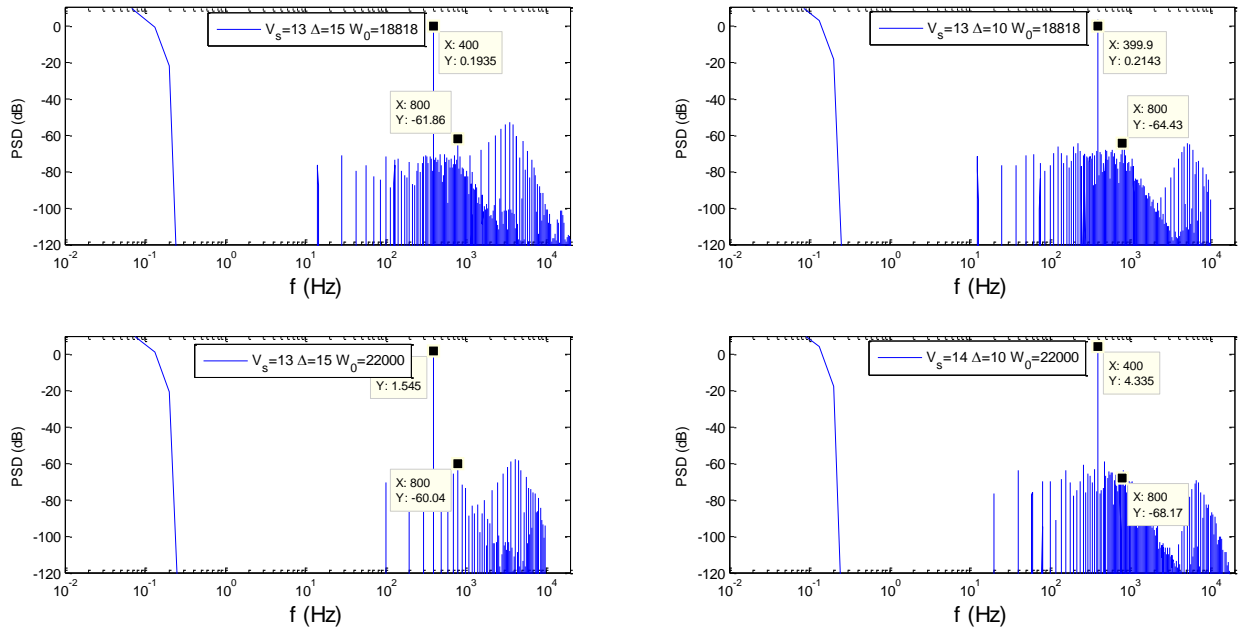 V_s=13 Δ=15 W_0=18818
X: 400
Y: 0.1935
X: 800
Y: -61.86
PSD (dB)
0
-20
-40
-60
-80
-100
-120
10^-2 10^-1 10^0 10^1 10^2 10^3 10^4
f (Hz)
V_s=13 Δ=10 W_0=18818
X: 399.9
Y: 0.2143
X: 800
Y: -64.43
PSD (dB)
0
-20
-40
-60
-80
-100
-120
10^-2 10^-1 10^0 10^1 10^2 10^3 10^4
f (Hz)
V_s=13 Δ=15 W_0=22000
Y: 1.545
X: 800
Y: -60.04
PSD (dB)
0
-20
-40
-60
-80
-100
-120
10^-2 10^-1 10^0 10^1 10^2 10^3 10^4
f (Hz)
V_s=14 Δ=10 W_0=22000
X: 400
Y: 4.335
X: 800
Y: -68.17
PSD (dB)
0
-20
-40
-60
-80
-100
-120
10^-2 10^-1 10^0 10^1 10^2 10^3 10^4
f (Hz)